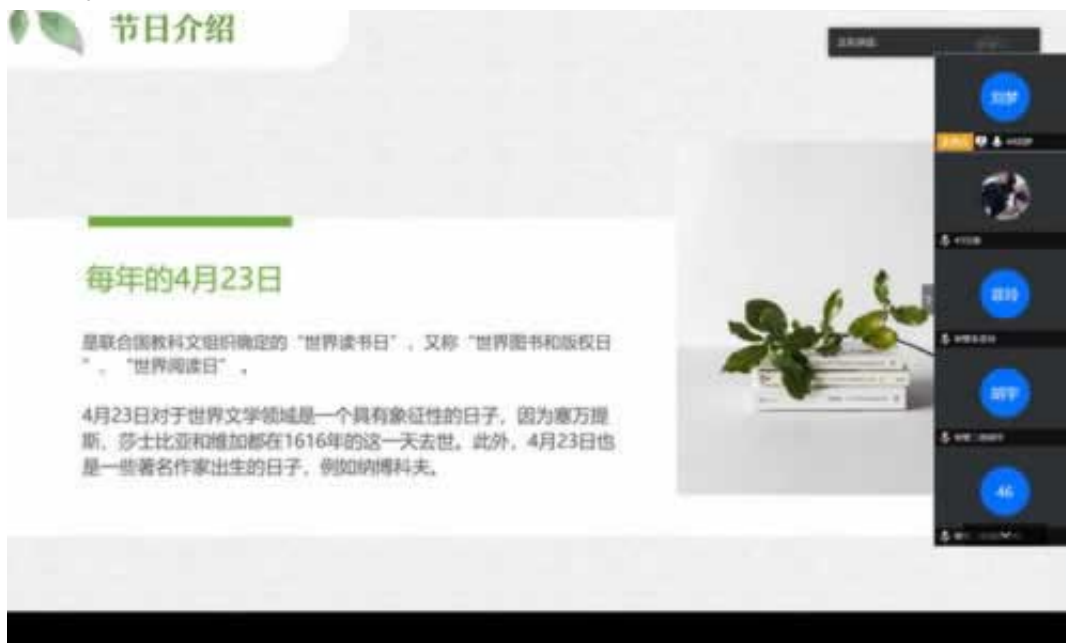 节日介绍
每年的4月23日
是联合国教科文组织确定的“世界读书日”，又称“世界图书和版权日
”、“世界阅读日”。
4月23日对于世界文学领域是一个具有象征性的日子，因为塞万提
斯、莎士比亚和维加都在1616年的这一天去世。此外，4月23日也
是一些著名作家出生的日子，例如纳博科夫。
刘梦
胡宇
46